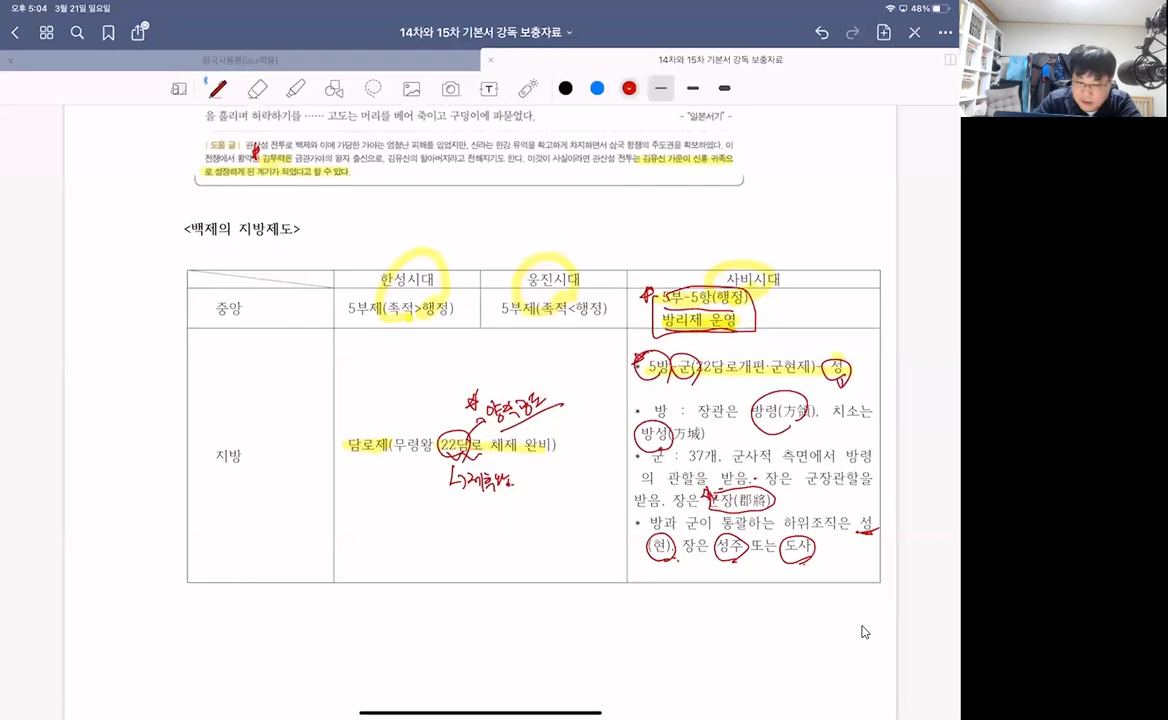 오후 5:04 3월 21일 일요일
48%
14차와 15차 기본서 강독 보충자료
14차와 15차 기본서 강독 보충자료
T
을 흘리며 허락하기를 …… 고도는 머리를 베어 죽이고 구덩이에 파묻었다.
- "일본서기" -
| 도움 글 | 관산성 전투로 백제와 이에 가담한 가야는 엄청난 피해를 입었지만, 신라는 한강 유역을 확고하게 차지하면서 삼국 항쟁의 주도권을 확보하였다. 이
전쟁에서 활약한 김무력은 금관가야의 왕자 출신으로, 김유신의 할아버지라고 전해지기도 한다. 이것이 사실이라면 관산성 전투는 김유신 가문이 신흥 귀족으
로 성장하게 된 계기가 되었다고 할 수 있다.
<백제의 지방제도>
한성시대 웅진시대 사비시대
중앙 5부제(족적>행정) 5부제(족적<행정) 5부-5항(행정)
방리제 운영
* 5방-군(22담로개편·군현제)-성
양직공도
* 방 : 장관은 방령(方領), 치소는
방성(方城)
지방 담로제(무령왕 22담로 체제 완비)
* 군 : 37개, 군사적 측면에서 방령
의 관할을 받음. 장은 군장관할을
받음, 장은 군장(郡將)
* 방과 군이 통괄하는 하위조직은 성
(현), 장은 성주 또는 도사